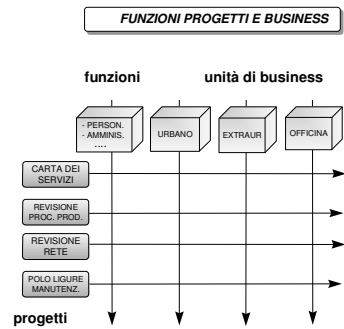 FUNZIONI PROGETTI E BUSINESS
funzioni
unità di business
- PERSON.
- AMMINIS.
....
URBANO
EXTRAUR
OFFICINA
CARTA DEI
SERVIZI
REVISIONE
PROC. PROD.
REVISIONE
RETE
POLO LIGURE
MANUTENZ.
progetti